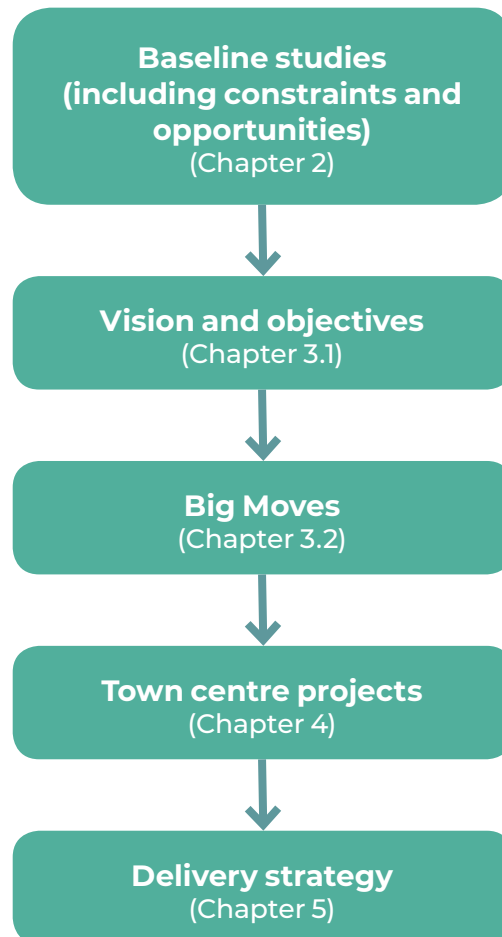 Baseline studies
(including constraints and
opportunities)
(Chapter 2)
Vision and objectives
(Chapter 3.1)
Big Moves
(Chapter 3.2)
Town centre projects
(Chapter 4)
Delivery strategy
(Chapter 5)